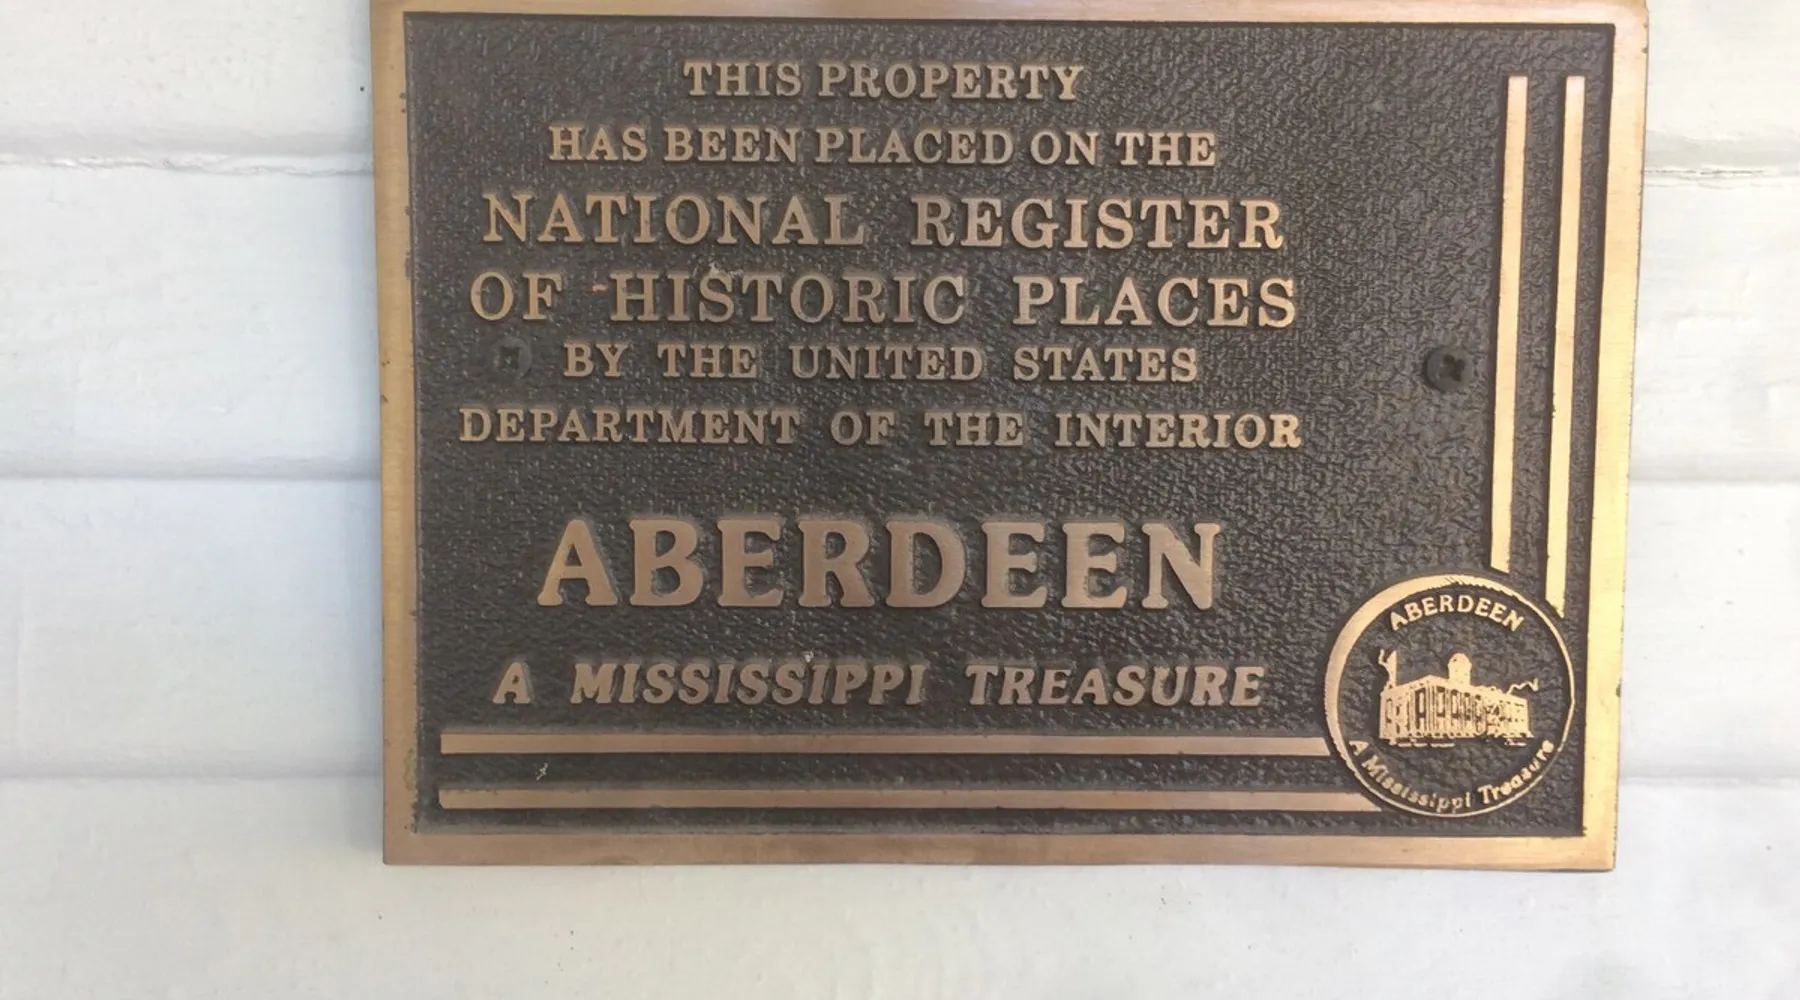 THIS PROPERTY
HAS BEEN PLACED ON THE
NATIONAL REGISTER
OF HISTORIC PLACES
BY THE UNITED STATES
DEPARTMENT OF THE INTERIOR
ABERDEEN
A MISSISSIPPI TREASURE
ABERDEEN
A Mississippi Treasure